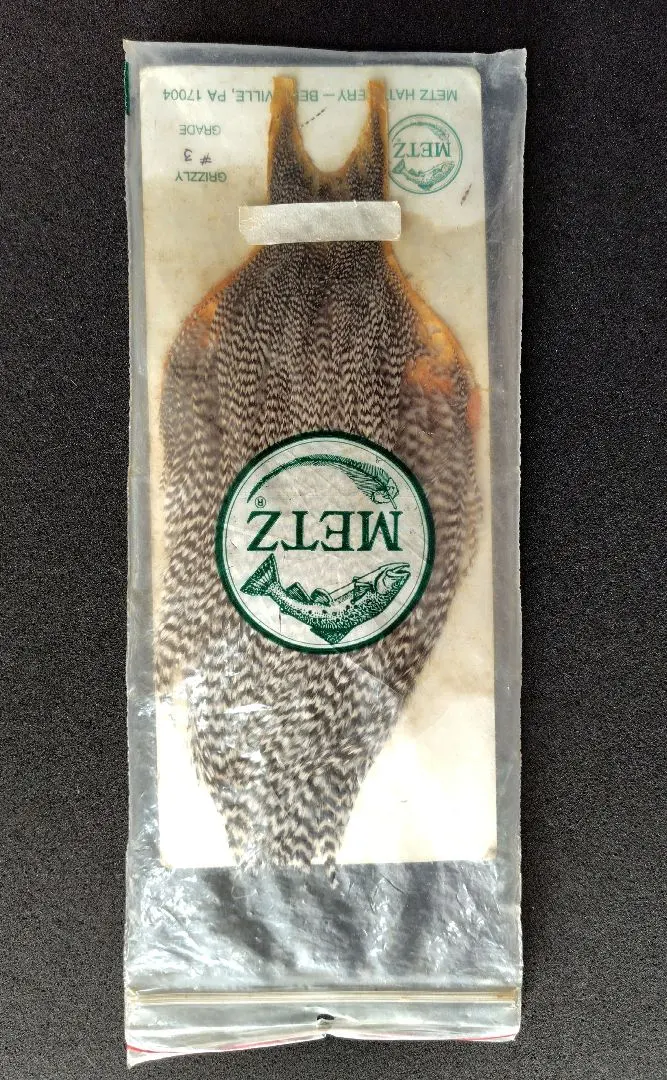 METZ®
METZ
GRIZZLY
# 3
GRADE
METZ HAT ERY — BE VILLE, PA 17004